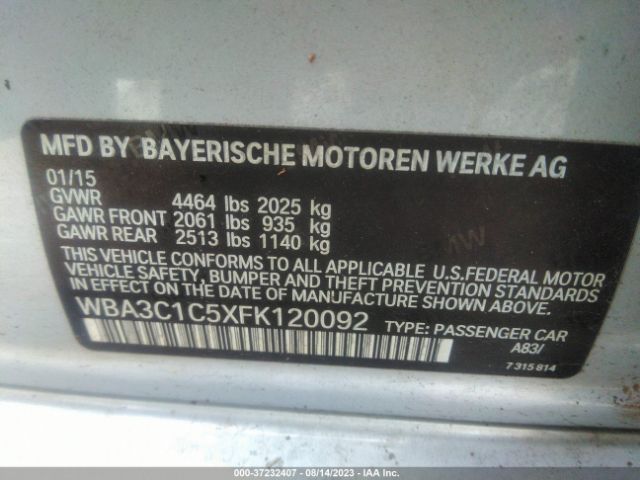 MFD BY BAYERISCHE MOTOREN WERKE AG
01/15
GVWR 4464 lbs 2025 kg
GAWR FRONT 2061 lbs 935 kg
GAWR REAR 2513 lbs 1140 kg
THIS VEHICLE CONFORMS TO ALL APPLICABLE U.S.FEDERAL MOTOR
VEHICLE SAFETY, BUMPER AND THEFT PREVENTION STANDARDS
IN EFFECT ON THE DATE OF MANUFACTURE SHOWN ABOVE.
WBA3C1C5XFK120092 TYPE: PASSENGER CAR
A83/
7 315 814
000-37232407 - 08/14/2023 - IAA Inc.